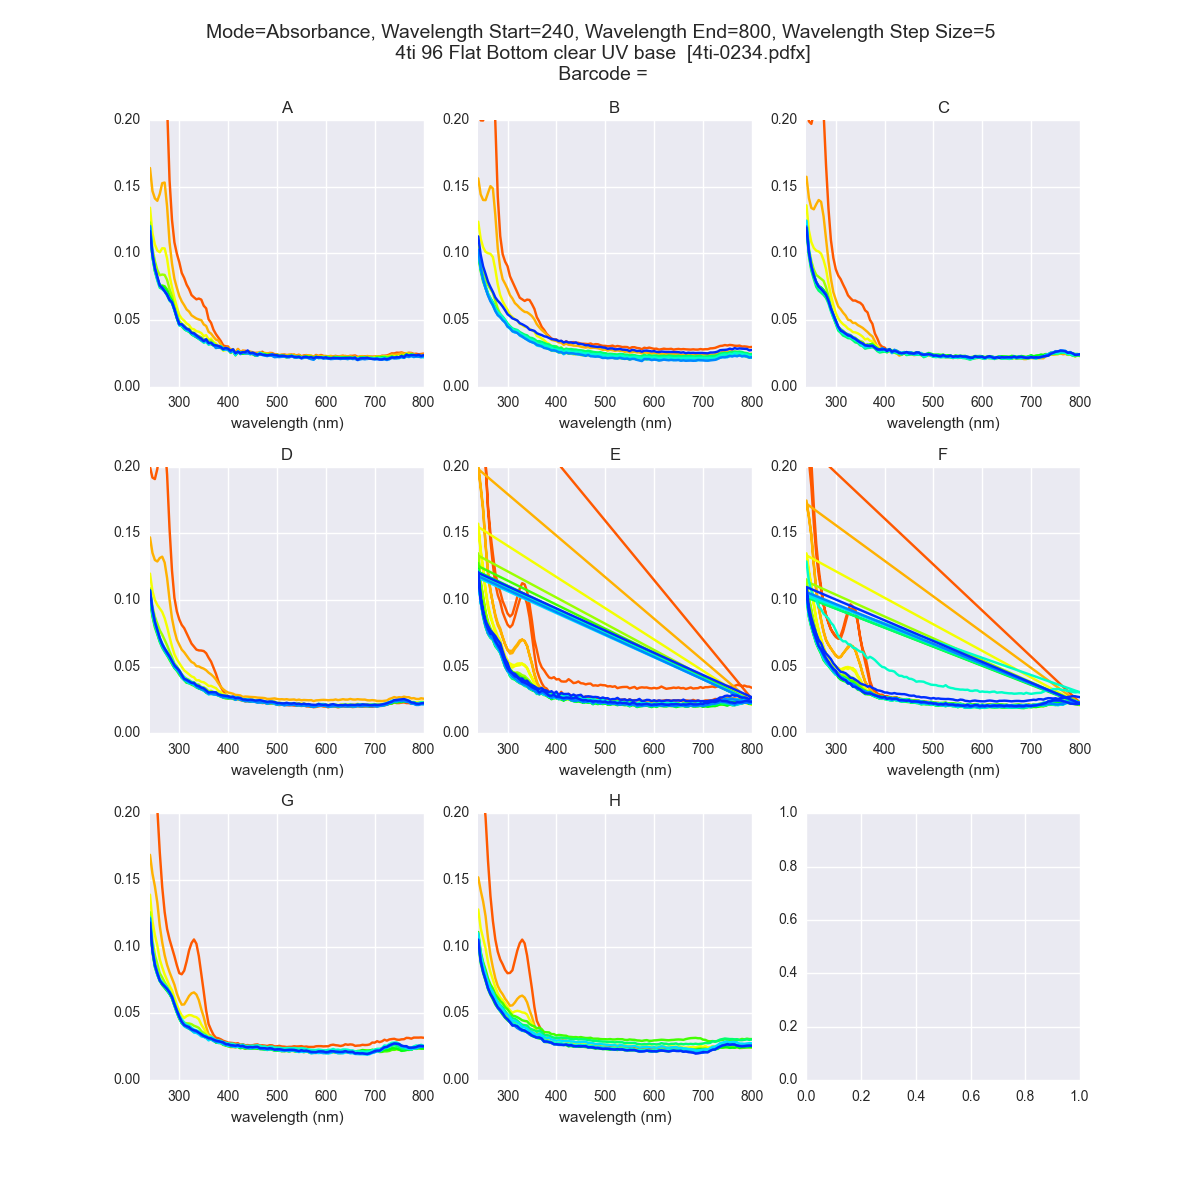 Mode=Absorbance, Wavelength Start=240, Wavelength End=800, Wavelength Step Size=5
4ti 96 Flat Bottom clear UV base  [4ti-0234.pdfx]
Barcode =
A
0.20
0.15
0.10
0.05
0.00
300 400 500 600 700 800
wavelength (nm)
B
0.20
0.15
0.10
0.05
0.00
300 400 500 600 700 800
wavelength (nm)
C
0.20
0.15
0.10
0.05
0.00
300 400 500 600 700 800
wavelength (nm)
D
0.20
0.15
0.10
0.05
0.00
300 400 500 600 700 800
wavelength (nm)
E
0.20
0.15
0.10
0.05
0.00
300 400 500 600 700 800
wavelength (nm)
F
0.20
0.15
0.10
0.05
0.00
300 400 500 600 700 800
wavelength (nm)
G
0.20
0.15
0.10
0.05
0.00
300 400 500 600 700 800
wavelength (nm)
H
0.20
0.15
0.10
0.05
0.00
300 400 500 600 700 800
wavelength (nm)
1.0
0.8
0.6
0.4
0.2
0.0
0.0 0.2 0.4 0.6 0.8 1.0